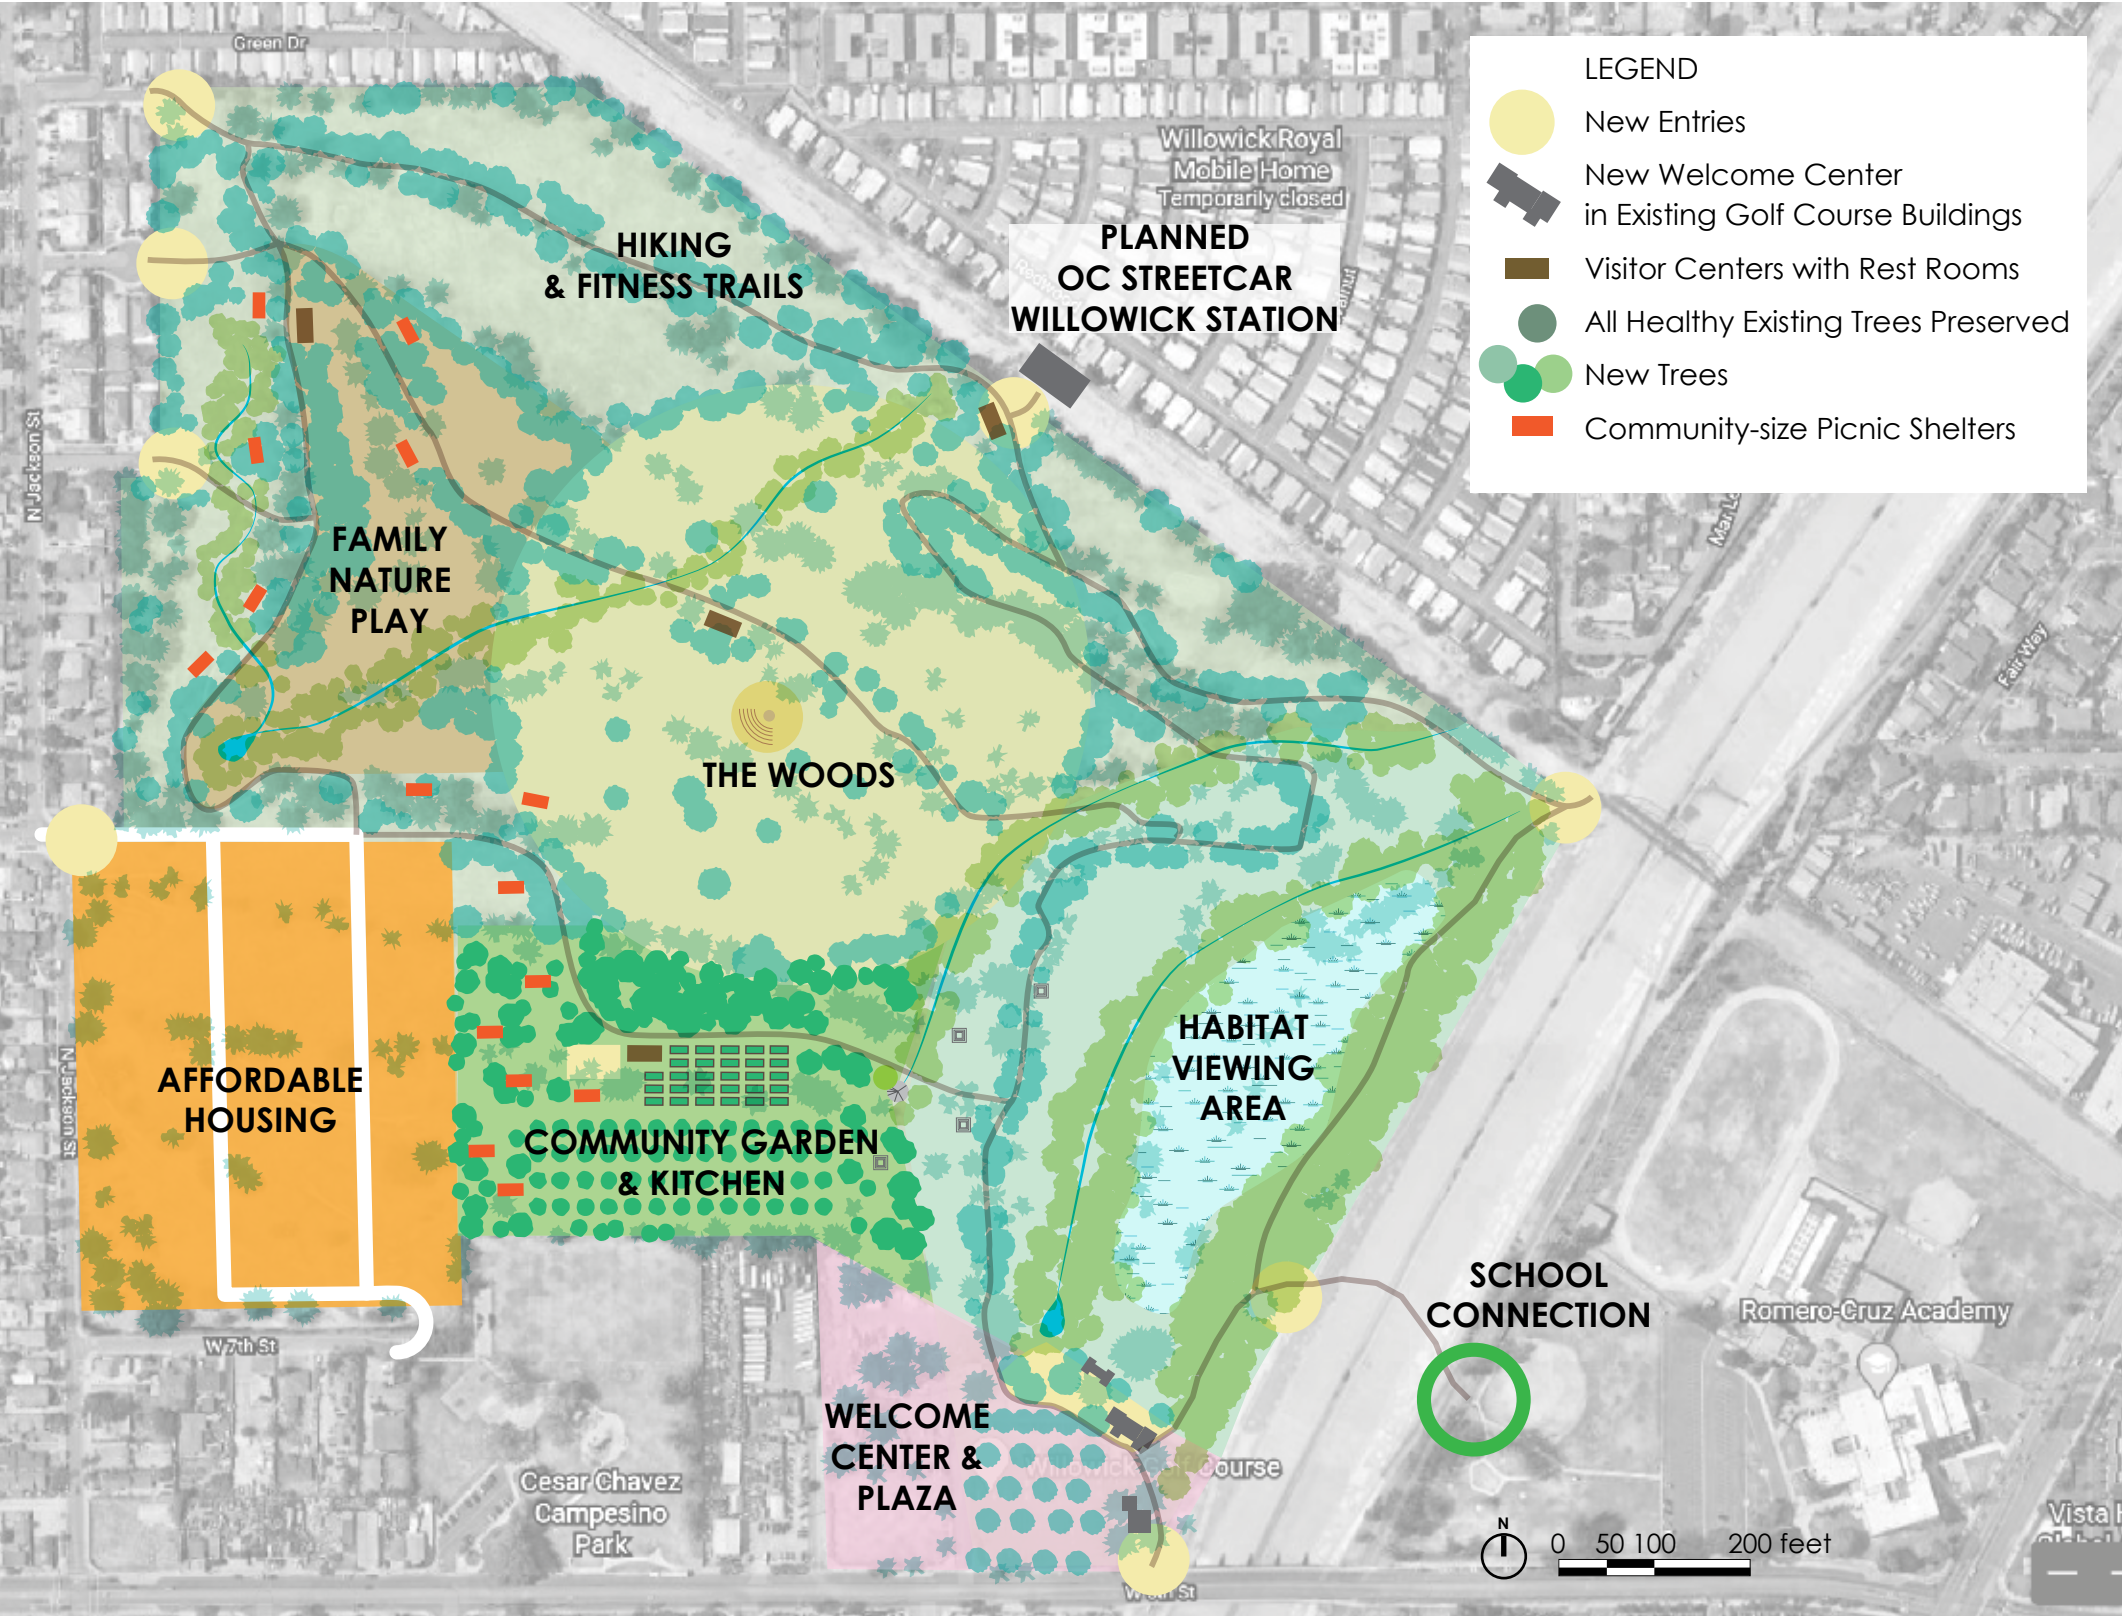 Green Dr
LEGEND
New Entries
New Welcome Center
in Existing Golf Course Buildings
Visitor Centers with Rest Rooms
All Healthy Existing Trees Preserved
New Trees
Community-size Picnic Shelters
Willowick Royal
Mobile Home
Temporarily closed
PLANNED
OC STREETCAR
WILLOWICK STATION
HIKING
& FITNESS TRAILS
N Jackson St
FAMILY
NATURE
PLAY
Fair Way
THE WOODS
HABITAT
VIEWING
AREA
N Jackson St
AFFORDABLE
HOUSING
COMMUNITY GARDEN
& KITCHEN
SCHOOL
CONNECTION
Romero-Cruz Academy
W 7th St
WELCOME
CENTER &
PLAZA
Willowick Golf Course
Cesar Chavez
Campesino
Park
Vista
N
0 50 100 200 feet